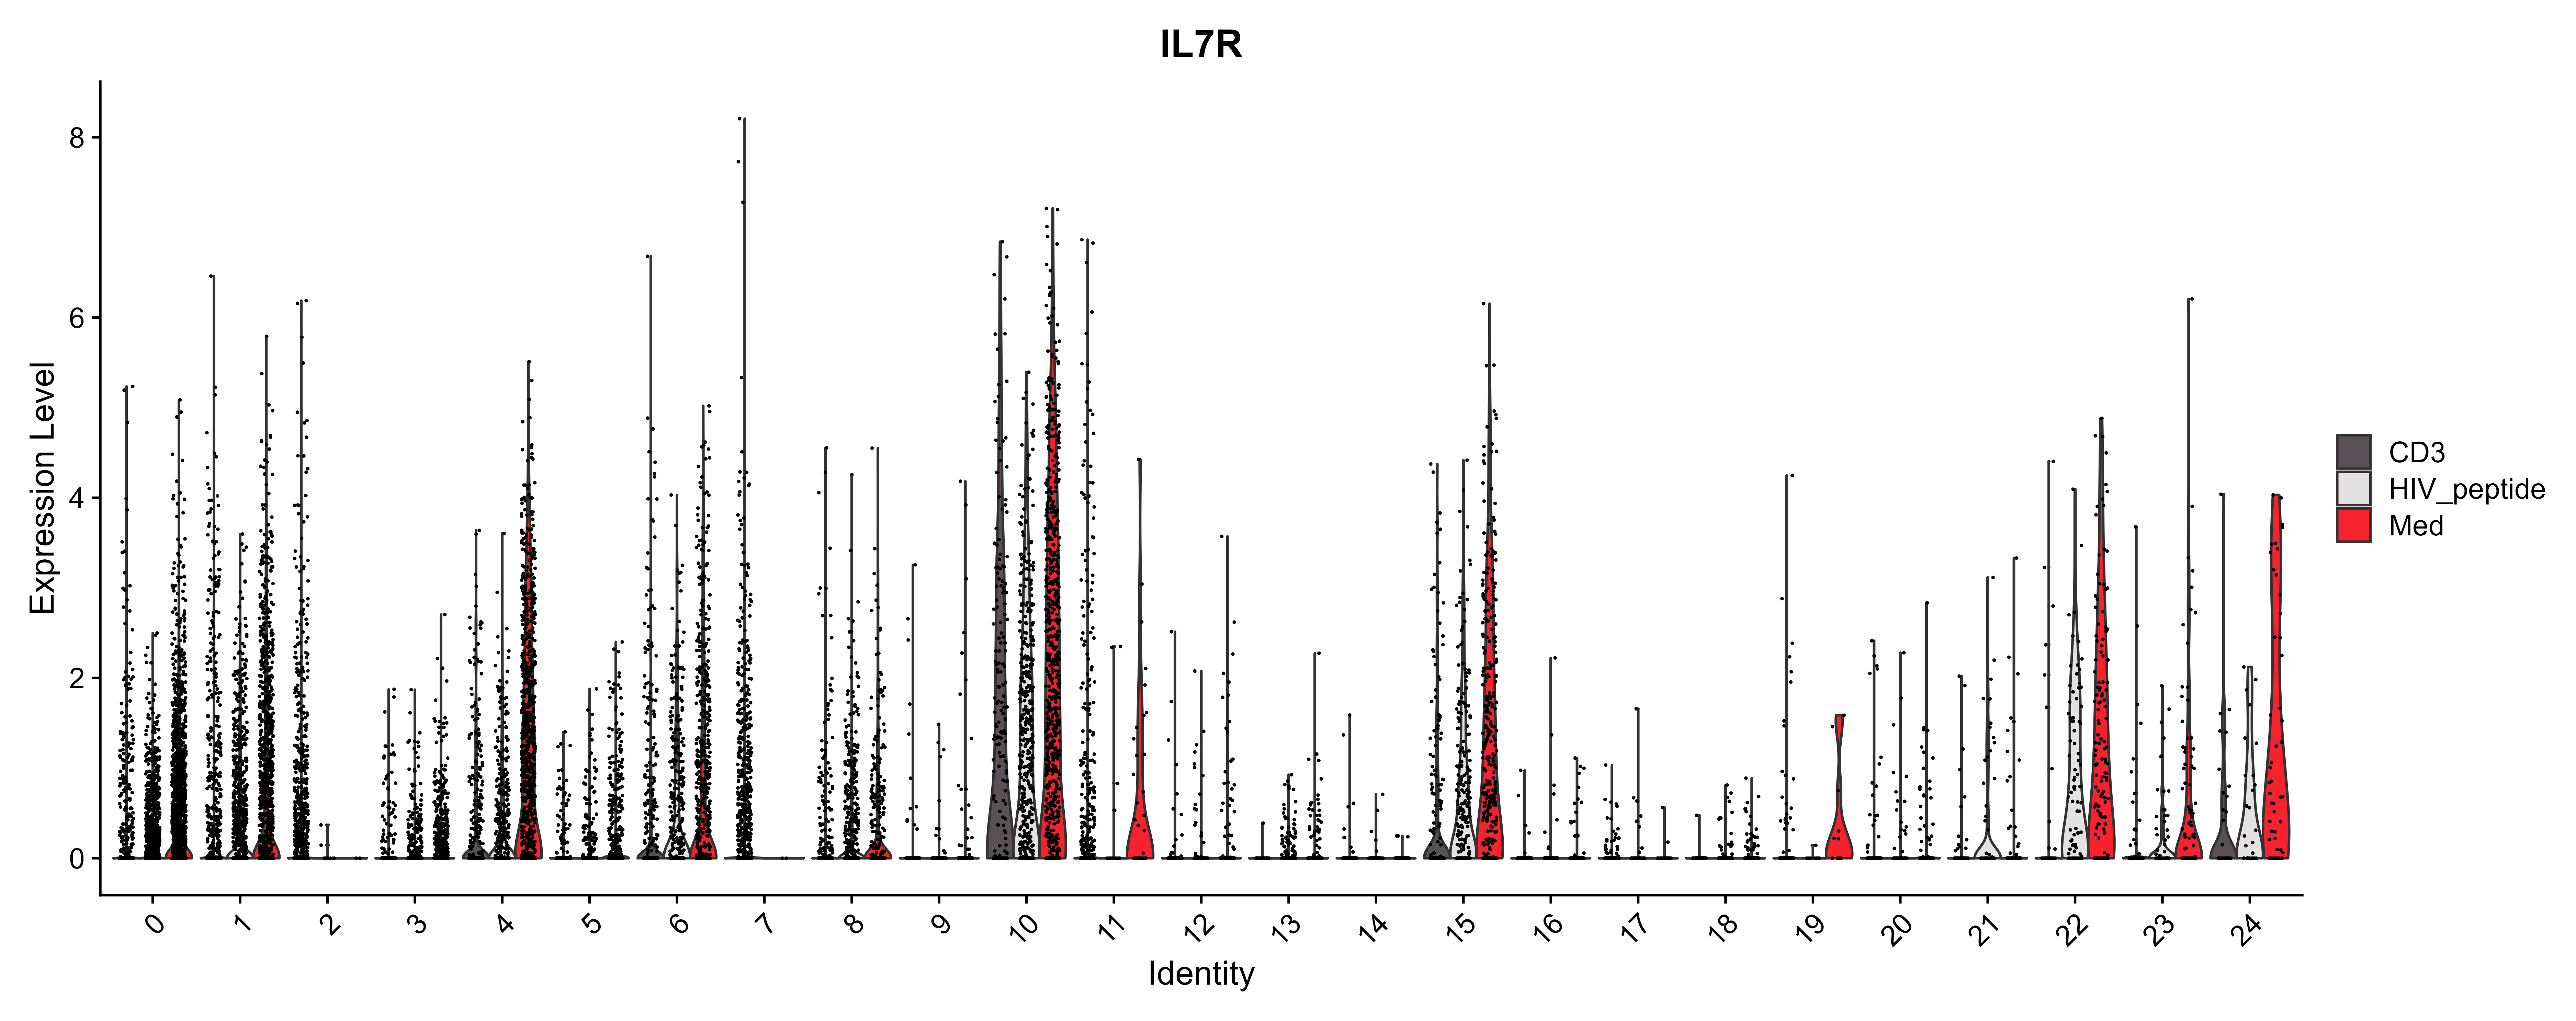 IL7R
Expression Level
8
6
4
2
0
0 1 2 3 4 5 6 7 8 9 10 11 12 13 14 15 16 17 18 19 20 21 22 23 24
Identity
CD3
HIV_peptide
Med